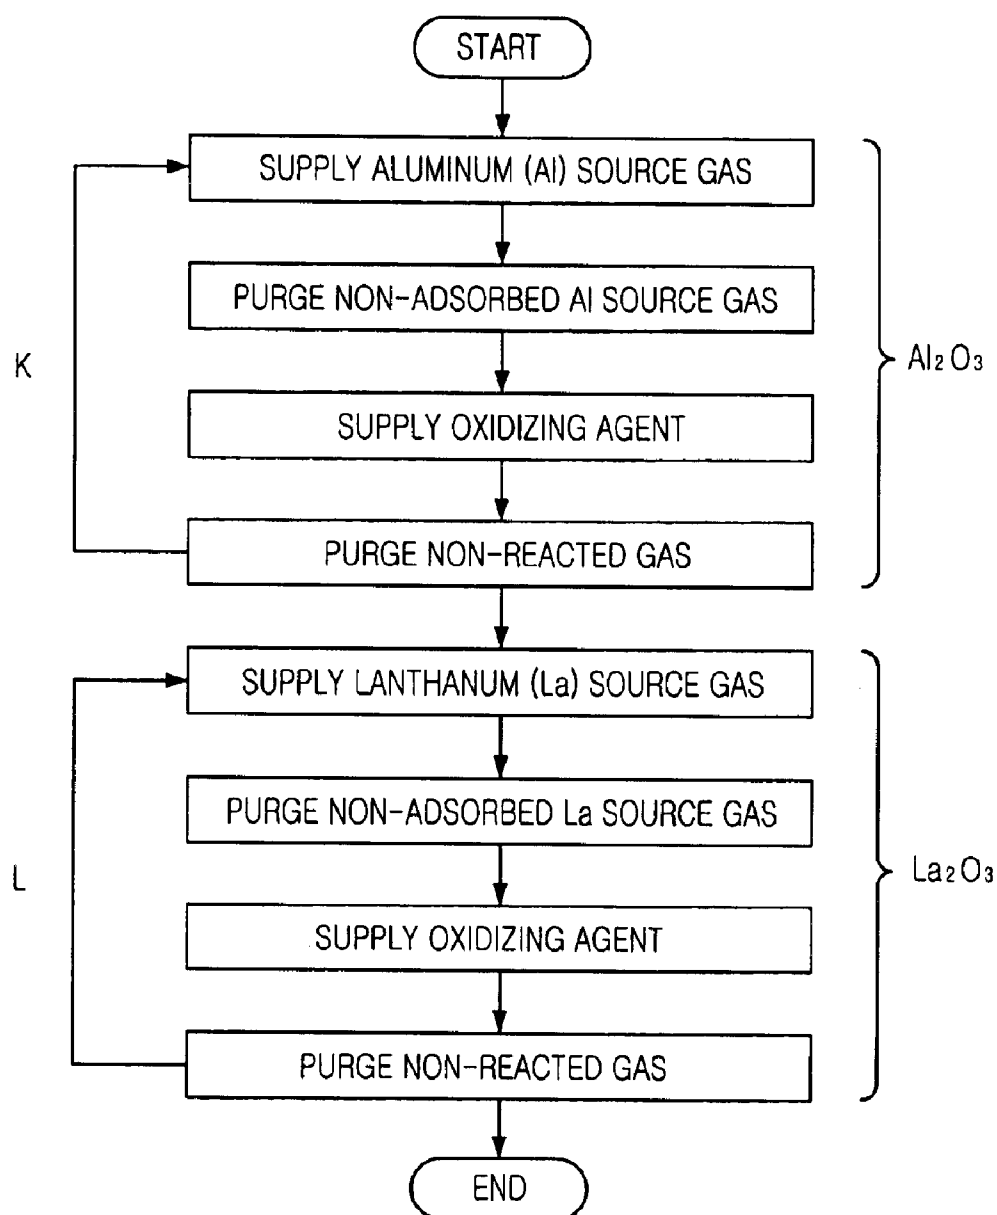 START
SUPPLY ALUMINUM (Al) SOURCE GAS
PURGE NON-ADSORBED Al SOURCE GAS
K
Al₂O₃
SUPPLY OXIDIZING AGENT
PURGE NON-REACTED GAS
SUPPLY LANTHANUM (La) SOURCE GAS
PURGE NON-ADSORBED La SOURCE GAS
L
La₂O₃
SUPPLY OXIDIZING AGENT
PURGE NON-REACTED GAS
END